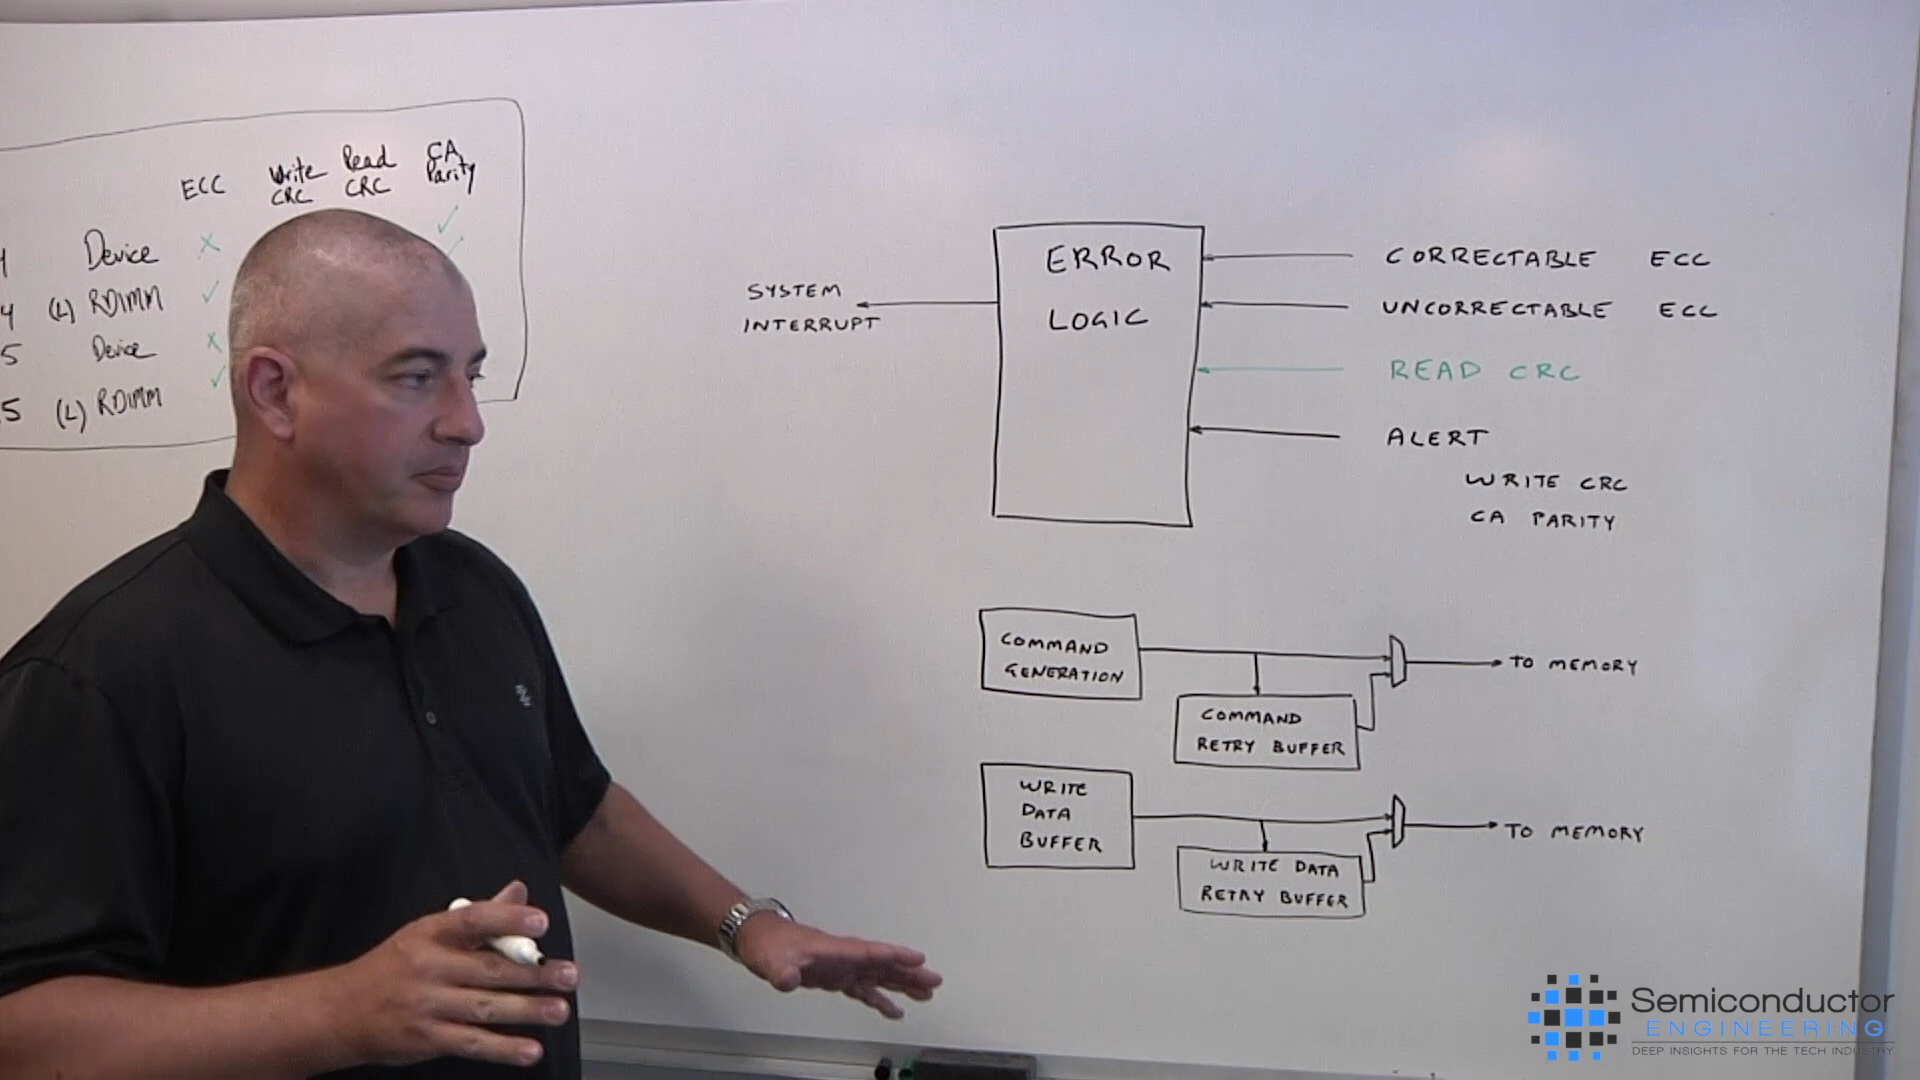 ECC Write CRC Read CRC CA Parity
Device
4 (L) RDIMM
5 Device
5 (L) RDIMM
SYSTEM
INTERRUPT
ERROR
LOGIC
CORRECTABLE ECC
UNCORRECTABLE ECC
READ CRC
ALERT
WRITE CRC
CA PARITY
COMMAND
GENERATION
COMMAND
RETRY BUFFER
TO MEMORY
WRITE
DATA
BUFFER
WRITE DATA
RETRY BUFFER
TO MEMORY
Semiconductor
ENGINEERING
DEEP INSIGHTS FOR THE TECH INDUSTRY